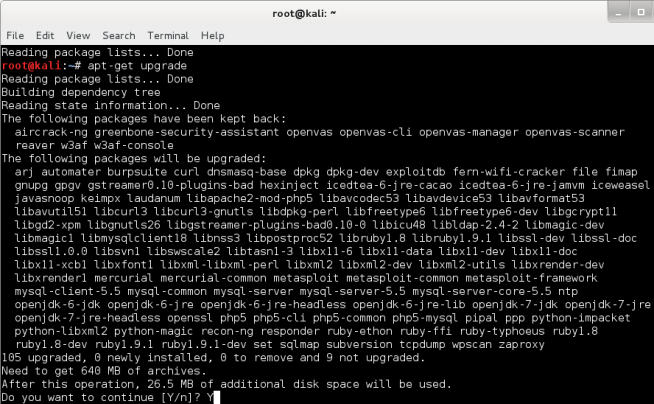 root@kali: ~
File Edit View Search Terminal Help
Reading package lists... Done
root@kali:~# apt-get upgrade
Reading package lists... Done
Building dependency tree
Reading state information... Done
The following packages have been kept back:
aircrack-ng greenbone-security-assistant openvas openvas-cli openvas-manager openvas-scanner
reaver w3af w3af-console
The following packages will be upgraded:
arj automater burpsuite curl dnsmasq-base dpkg dpkg-dev exploitdb fern-wifi-cracker file fimap
gnupg gpgv gstreamer0.10-plugins-bad hexinject icedtea-6-jre-cacao icedtea-6-jre-jamvm iceweasel
javasnoop keimpx laudanum libapache2-mod-php5 libavcodec53 libavdevice53 libavformat53
libavutil51 libcurl3 libcurl3-gnutls libdpkg-perl libfreetype6 libfreetype6-dev libgcrypt11
libgd2-xpm libgnutls26 libgstreamer-plugins-bad0.10-0 libicu48 libldap-2.4-2 libmagic-dev
libmagic1 libmysqlclient18 libnss3 libpostproc52 libruby1.8 libruby1.9.1 libssl-dev libssl-doc
libssl1.0.0 libsvn1 libswscale2 libtasn1-3 libx11-6 libx11-data libx11-dev libx11-doc
libx11-xcb1 libxfont1 libxml-libxml-perl libxml2 libxml2-dev libxml2-utils libxrender-dev
libxrender1 mercurial mercurial-common metasploit metasploit-common metasploit-framework
mysql-client-5.5 mysql-common mysql-server mysql-server-5.5 mysql-server-core-5.5 ntp
openjdk-6-jdk openjdk-6-jre openjdk-6-jre-headless openjdk-6-jre-lib openjdk-7-jdk openjdk-7-jre
openjdk-7-jre-headless openssl php5 php5-cli php5-common php5-mysql pipal ppp python-impacket
python-libxml2 python-magic recon-ng responder ruby-ethon ruby-ffi ruby-typhoeus ruby1.8
ruby1.8-dev ruby1.9.1 ruby1.9.1-dev set sqlmap subversion tcpdump wpscan zaproxy
105 upgraded, 0 newly installed, 0 to remove and 9 not upgraded.
Need to get 640 MB of archives.
After this operation, 26.5 MB of additional disk space will be used.
Do you want to continue [Y/n]? Y